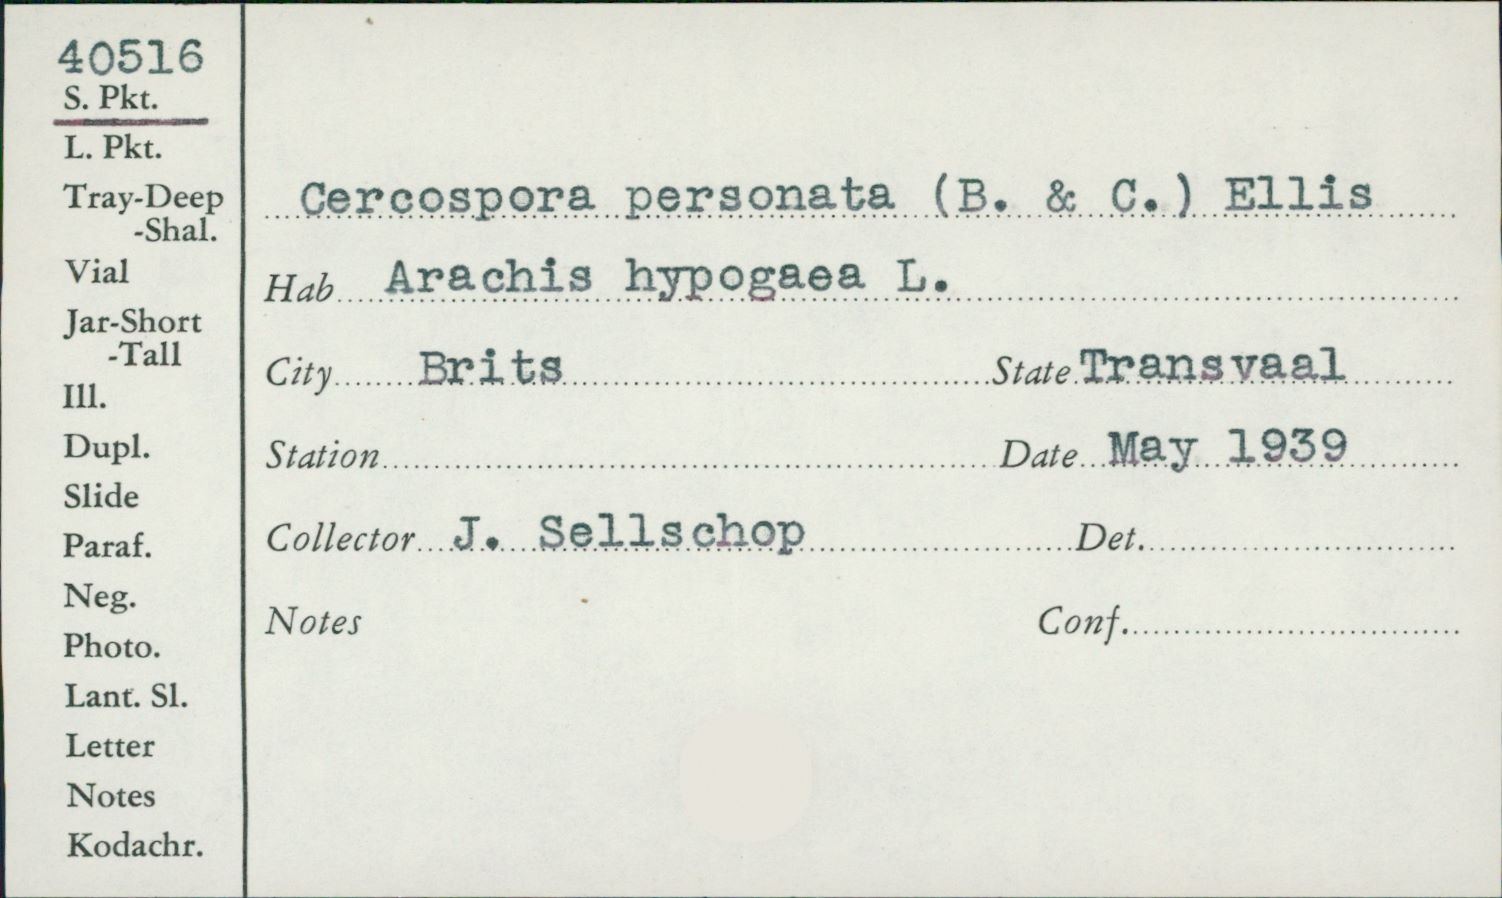 40516
S. Pkt.
L. Pkt.
Tray-Deep
-Shal.
Vial
Jar-Short
-Tall
Ill.
Dupl.
Slide
Paraf.
Neg.
Photo.
Lant. Sl.
Letter
Notes
Kodachr.
Cercospora personata (B. & C.) Ellis
Hab Arachis hypogaea L.
City Brits State Transvaal
Station Date May 1939
Collector J. Sellschop Det.
Notes Conf.